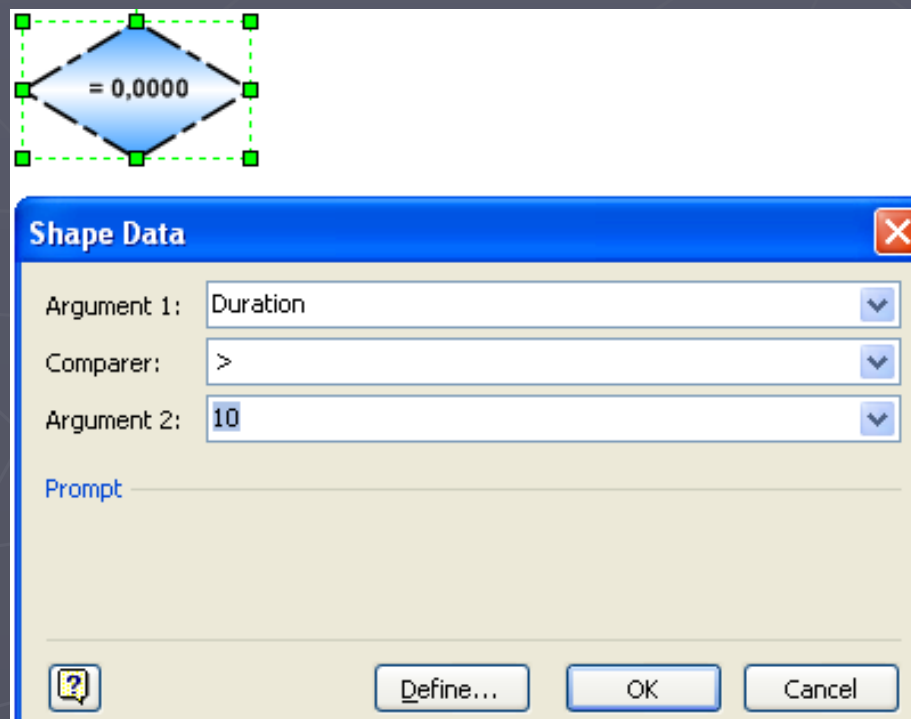 = 0,0000
Shape Data
Argument 1: Duration
Comparer: >
Argument 2: 10
Prompt
? Define... OK Cancel